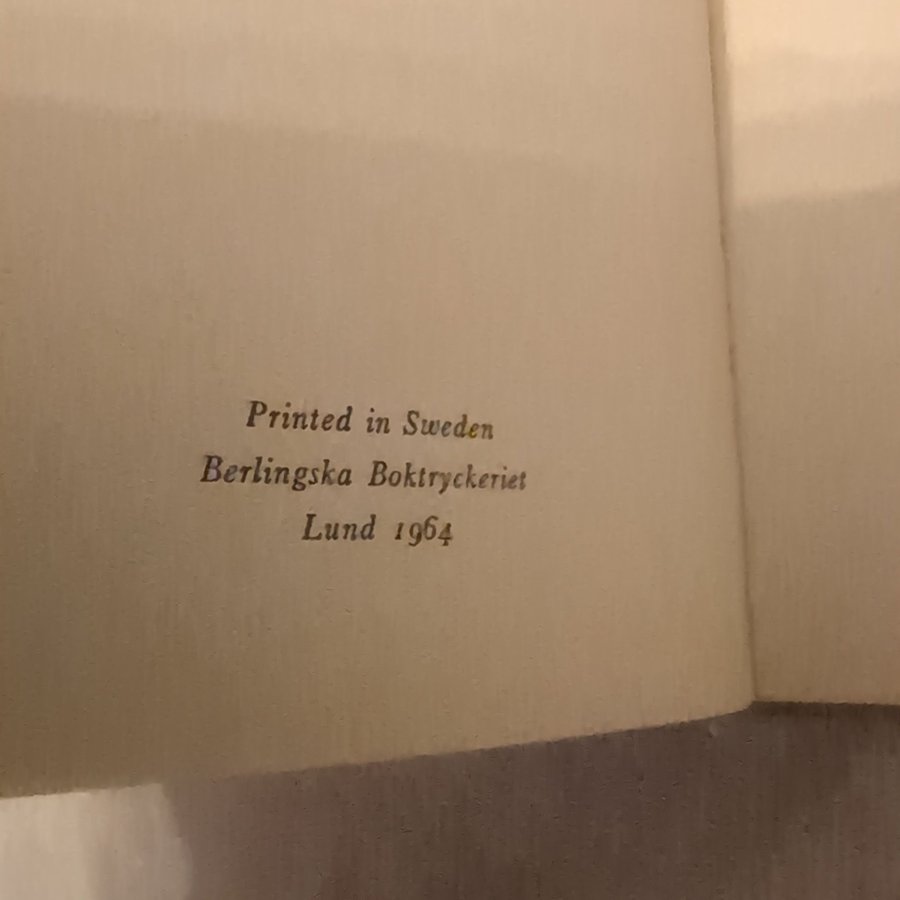 Printed in Sweden
Berlingska Boktryckeriet
Lund 1964